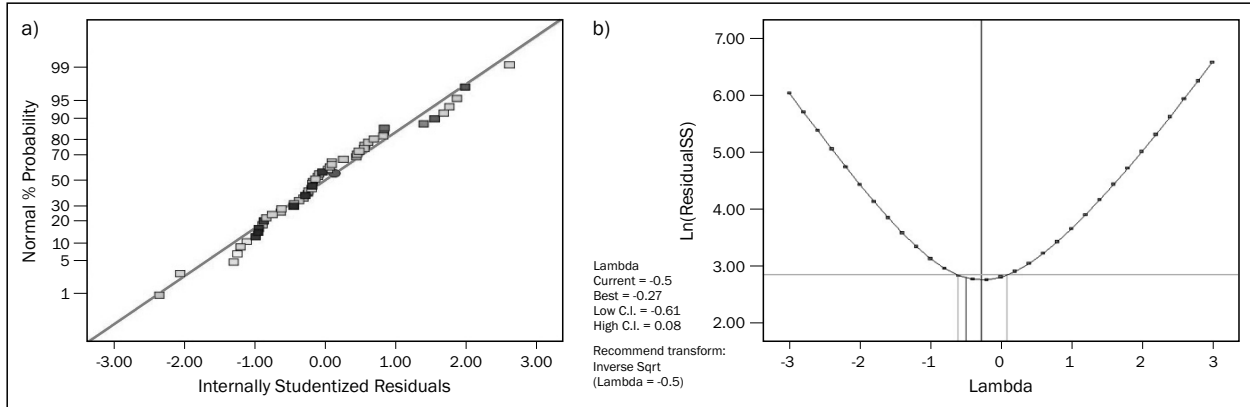 a)
Normal % Probability
99
95
90
80
70
50
30
20
10
5
1
-3.00 -2.00 -1.00 0.00 1.00 2.00 3.00
Internally Studentized Residuals
b)
Ln(ResidualSS)
7.00
6.00
5.00
4.00
3.00
2.00
-3 -2 -1 0 1 2 3
Lambda
Lambda
Current = -0.5
Best = -0.27
Low C.I. = -0.61
High C.I. = 0.08
Recommend transform:
Inverse Sqrt
(Lambda = -0.5)